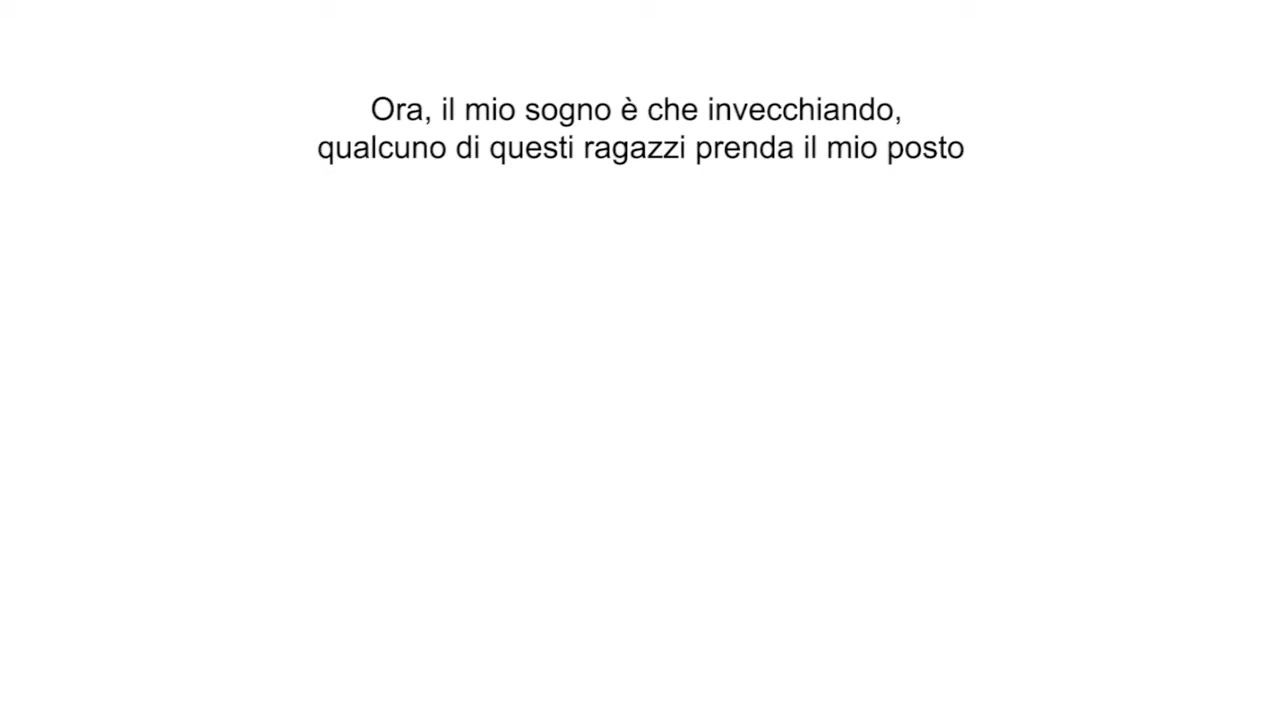 Ora, il mio sogno è che invecchiando,
qualcuno di questi ragazzi prenda il mio posto